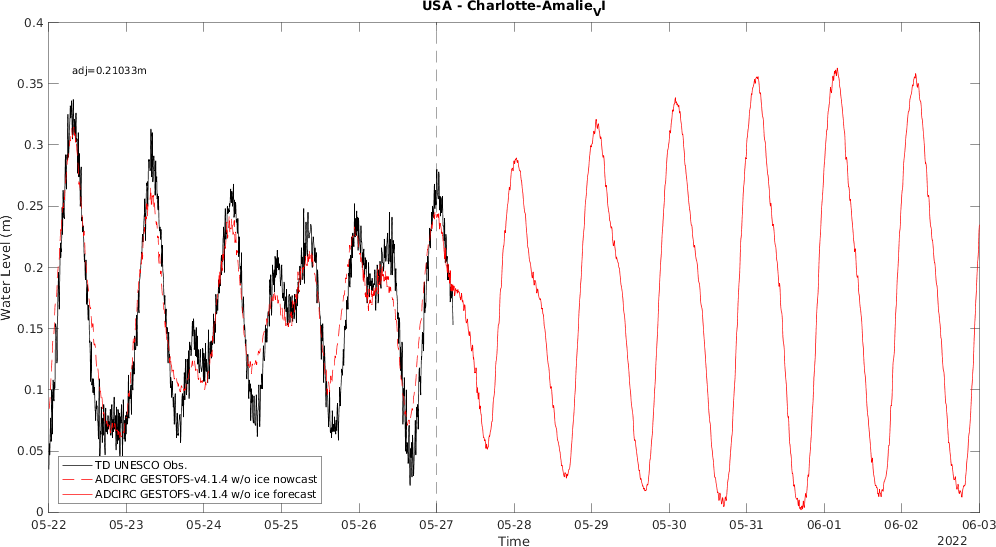 USA - Charlotte-Amalie_VI
0.4
adj=0.21033m
0.35
0.3
0.25
0.2
0.15
0.1
0.05
0
Water Level (m)
TD UNESCO Obs.
ADCIRC GESTOFS-v4.1.4 w/o ice nowcast
ADCIRC GESTOFS-v4.1.4 w/o ice forecast
05-22 05-23 05-24 05-25 05-26 05-27 05-28 05-29 05-30 05-31 06-01 06-02 06-03
Time
2022